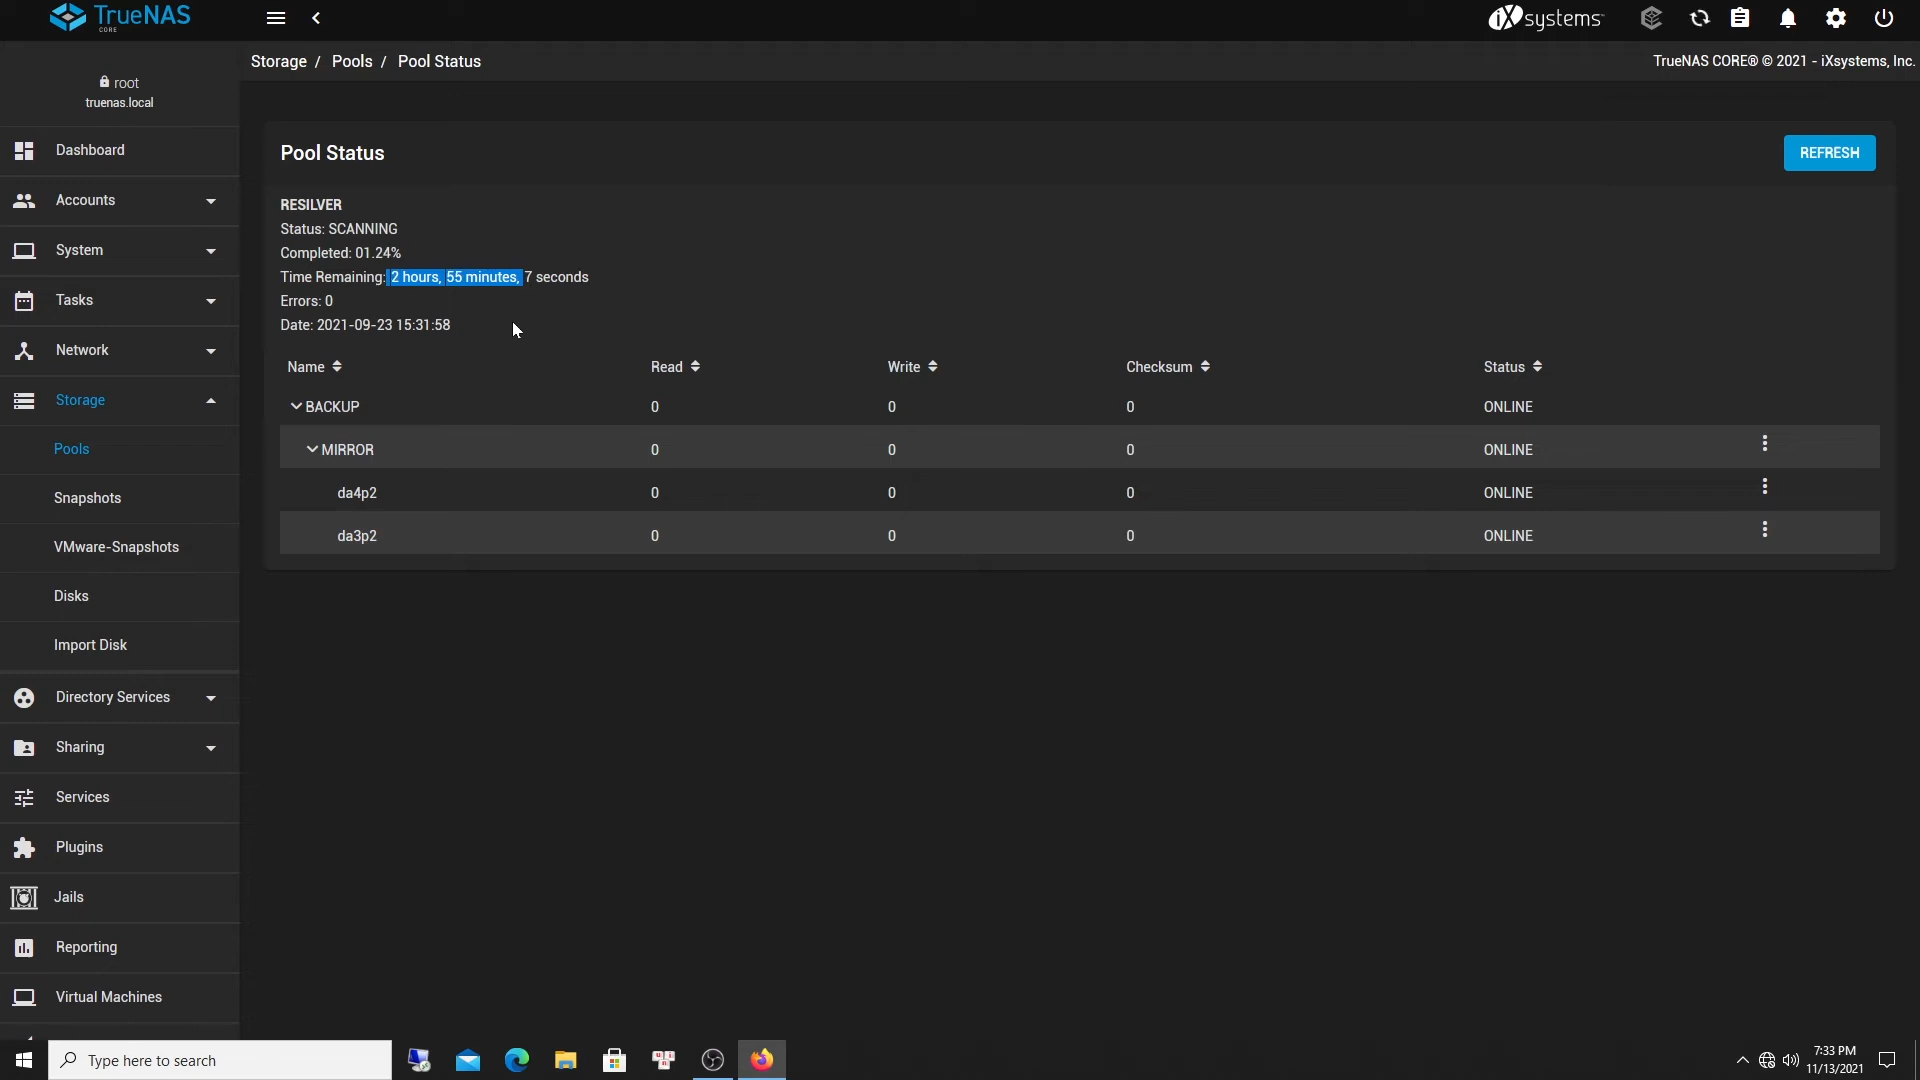 TrueNAS
CORE
iXsystems
Storage / Pools / Pool Status
TrueNAS CORE® © 2021 - iXsystems, Inc.
root
truenas.local
Dashboard
Accounts
System
Tasks
Network
Storage
Pools
Snapshots
VMware-Snapshots
Disks
Import Disk
Directory Services
Sharing
Services
Plugins
Jails
Reporting
Virtual Machines
Pool Status
REFRESH
RESILVER
Status: SCANNING
Completed: 01.24%
Time Remaining: 2 hours, 55 minutes, 7 seconds
Errors: 0
Date: 2021-09-23 15:31:58
Name Read Write Checksum Status
BACKUP 0 0 0 ONLINE
MIRROR 0 0 0 ONLINE
da4p2 0 0 0 ONLINE
da3p2 0 0 0 ONLINE
Type here to search
7:33 PM
11/13/2021